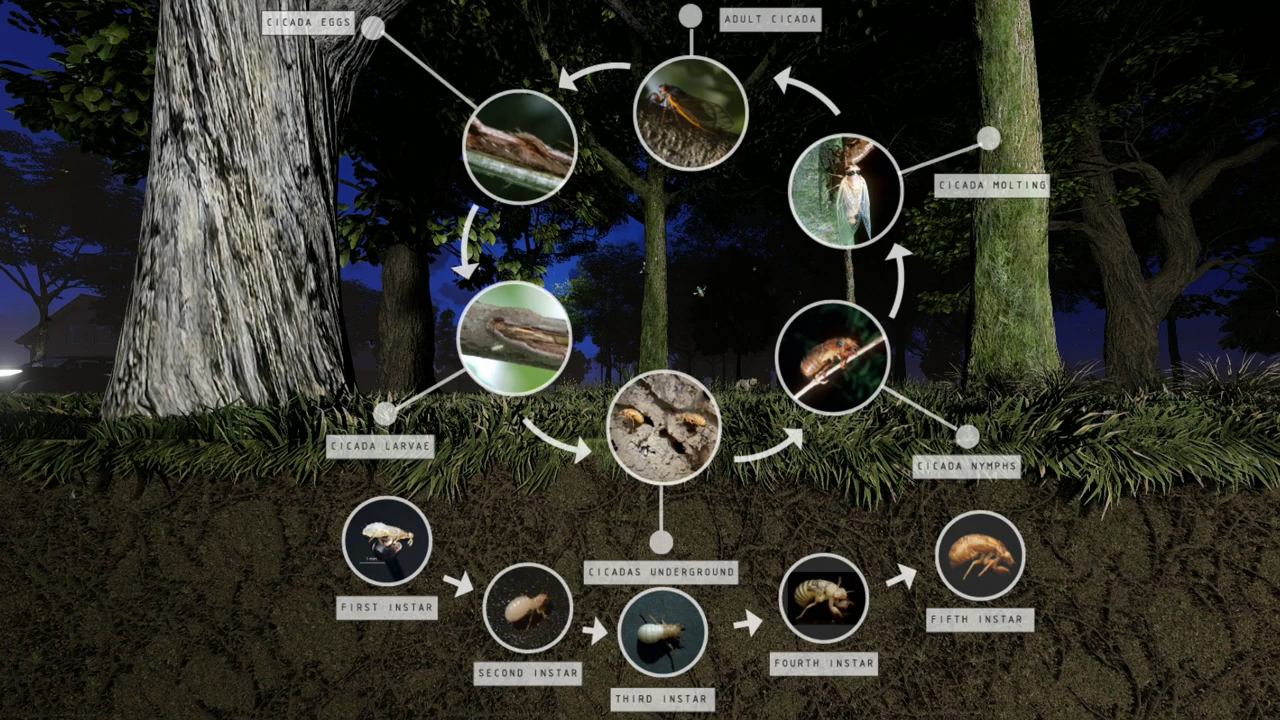 CICADA EGGS
ADULT CICADA
CICADA MOLTING
CICADA LARVAE
CICADA NYMPHS
CICADAS UNDERGROUND
FIRST INSTAR
SECOND INSTAR
THIRD INSTAR
FOURTH INSTAR
FIFTH INSTAR